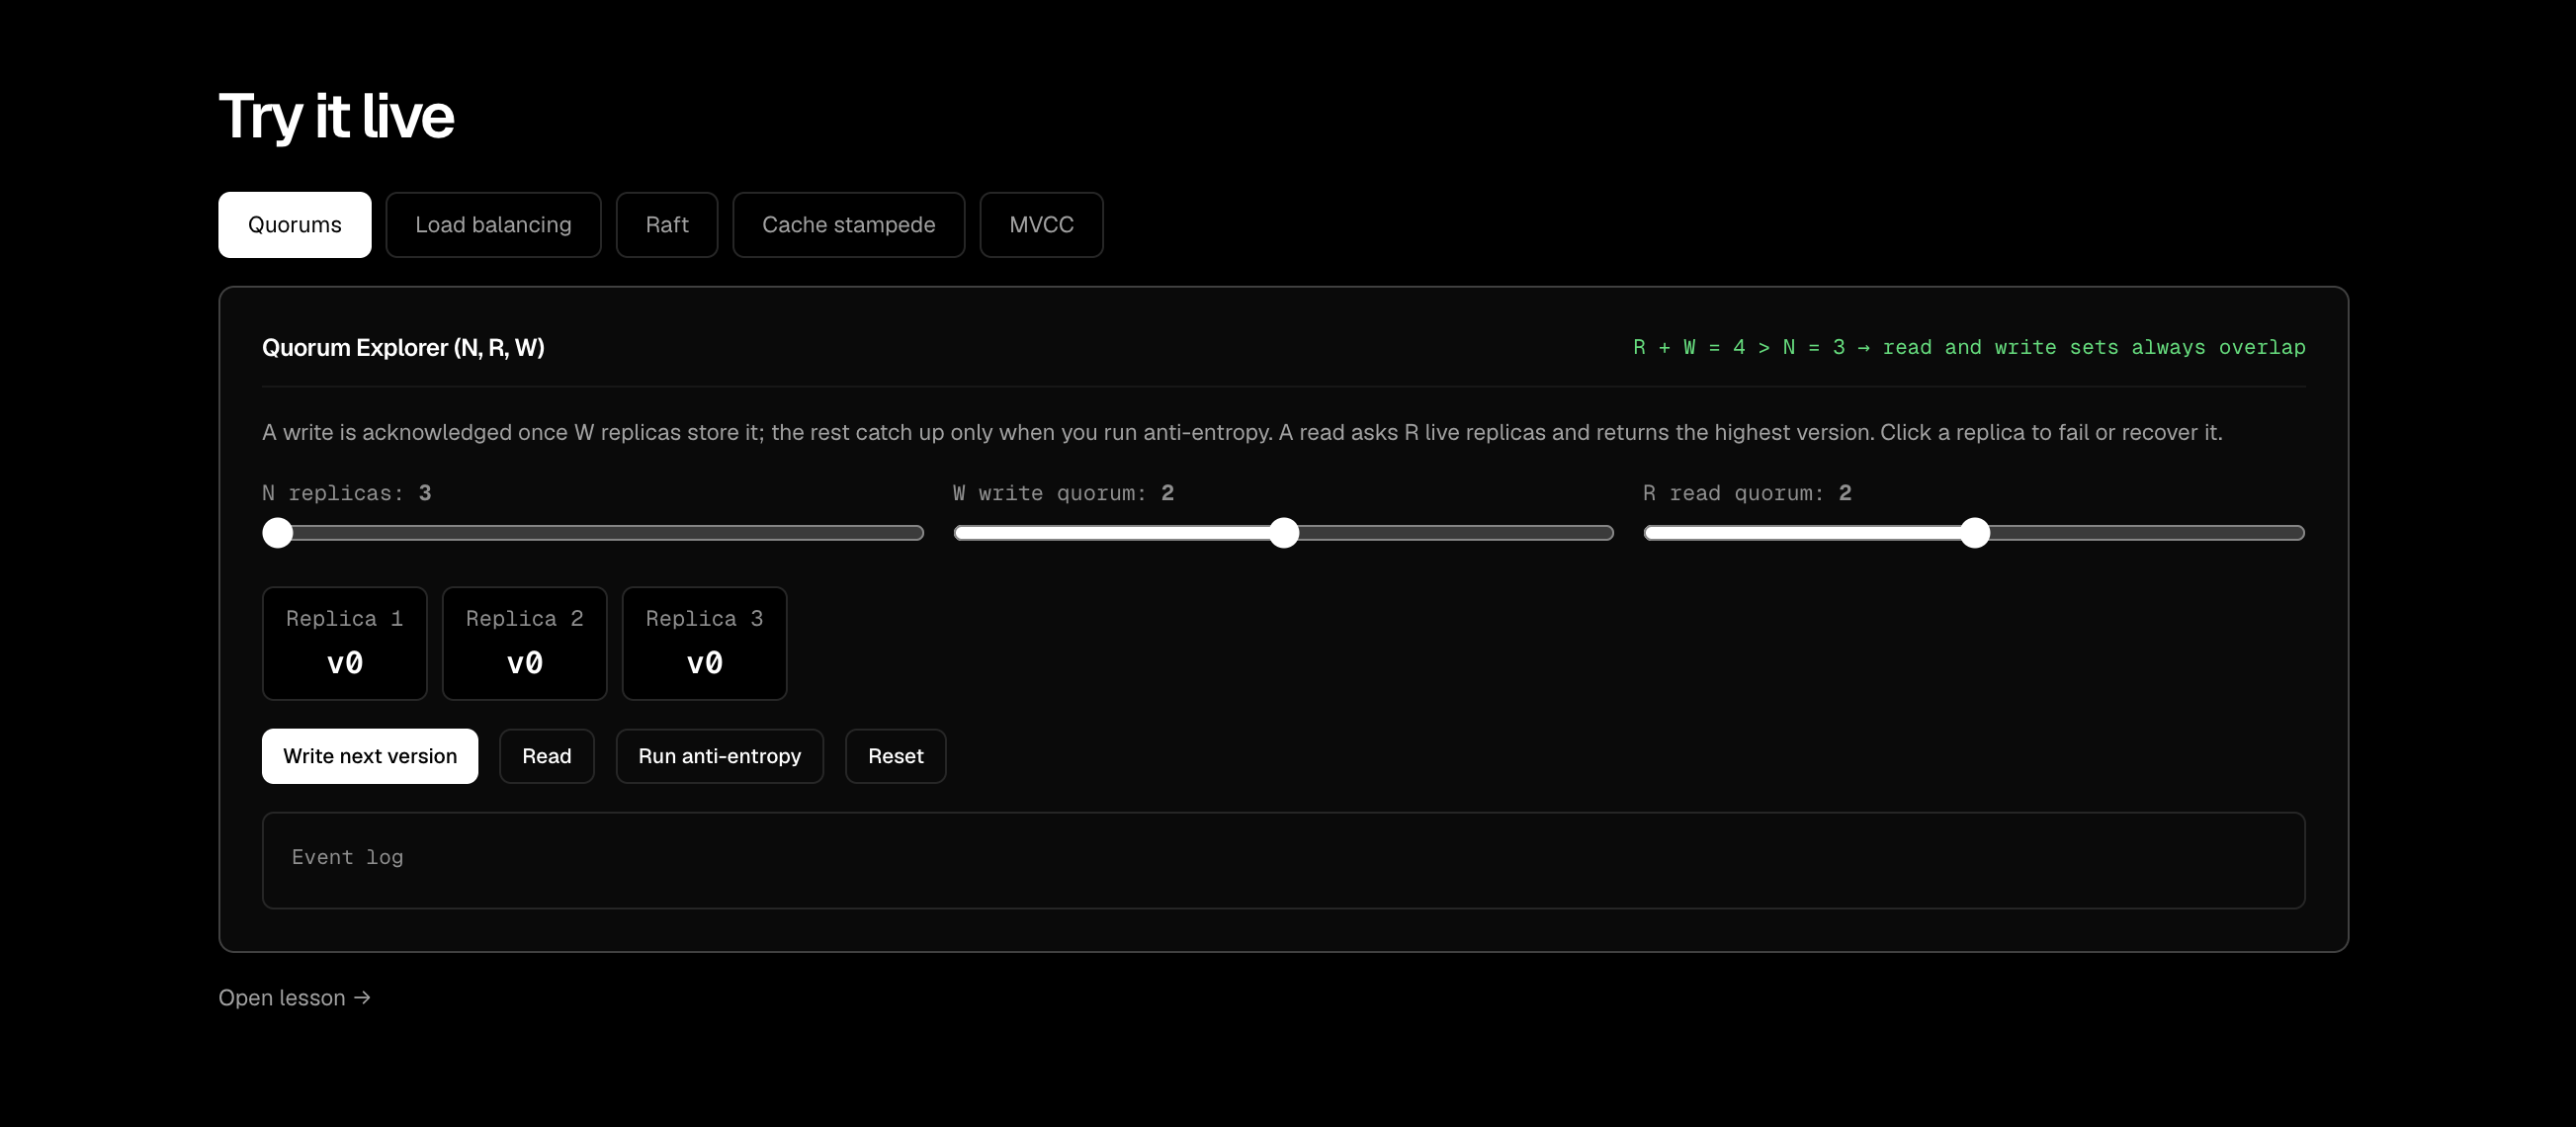 Try it live
Quorums
Load balancing
Raft
Cache stampede
MVCC
Quorum Explorer (N, R, W)
R + W = 4 > N = 3 → read and write sets always overlap
A write is acknowledged once W replicas store it; the rest catch up only when you run anti-entropy. A read asks R live replicas and returns the highest version. Click a replica to fail or recover it.
N replicas: 3
W write quorum: 2
R read quorum: 2
Replica 1
v0
Replica 2
v0
Replica 3
v0
Write next version
Read
Run anti-entropy
Reset
Event log
Open lesson →